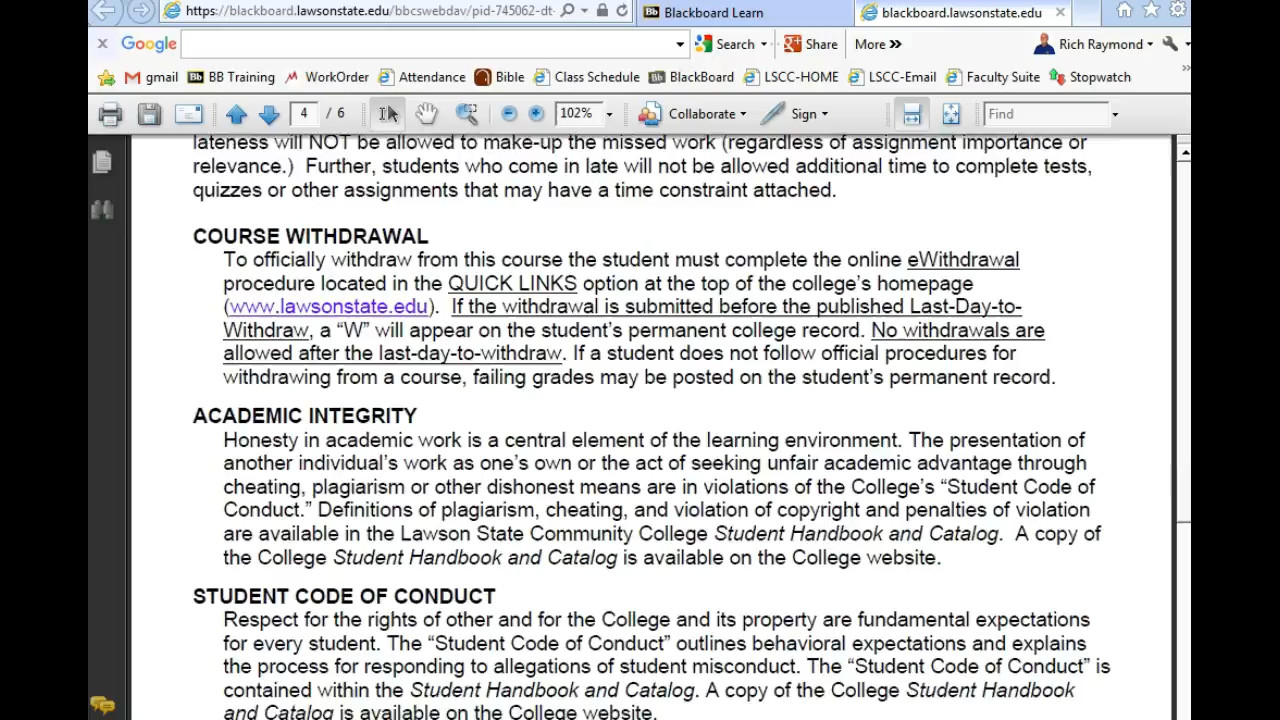 https://blackboard.lawsonstate.edu/bbcswebdav/pid-745062-dt-
Bb Blackboard Learn
blackboard.lawsonstate.edu
Google
Search
Share
More »
Rich Raymond
gmail
Bb BB Training
WorkOrder
Attendance
Bible
Class Schedule
Bb BlackBoard
LSCC-HOME
LSCC-Email
Faculty Suite
Stopwatch
4 / 6
102%
Collaborate
Sign
Find
lateness will NOT be allowed to make-up the missed work (regardless of assignment importance or
relevance.) Further, students who come in late will not be allowed additional time to complete tests,
quizzes or other assignments that may have a time constraint attached.
COURSE WITHDRAWAL
To officially withdraw from this course the student must complete the online eWithdrawal
procedure located in the QUICK LINKS option at the top of the college's homepage
(www.lawsonstate.edu). If the withdrawal is submitted before the published Last-Day-to-
Withdraw, a “W” will appear on the student's permanent college record. No withdrawals are
allowed after the last-day-to-withdraw. If a student does not follow official procedures for
withdrawing from a course, failing grades may be posted on the student's permanent record.
ACADEMIC INTEGRITY
Honesty in academic work is a central element of the learning environment. The presentation of
another individual's work as one's own or the act of seeking unfair academic advantage through
cheating, plagiarism or other dishonest means are in violations of the College's “Student Code of
Conduct.” Definitions of plagiarism, cheating, and violation of copyright and penalties of violation
are available in the Lawson State Community College Student Handbook and Catalog. A copy of
the College Student Handbook and Catalog is available on the College website.
STUDENT CODE OF CONDUCT
Respect for the rights of other and for the College and its property are fundamental expectations
for every student. The “Student Code of Conduct” outlines behavioral expectations and explains
the process for responding to allegations of student misconduct. The “Student Code of Conduct” is
contained within the Student Handbook and Catalog. A copy of the College Student Handbook
and Catalog is available on the College website.